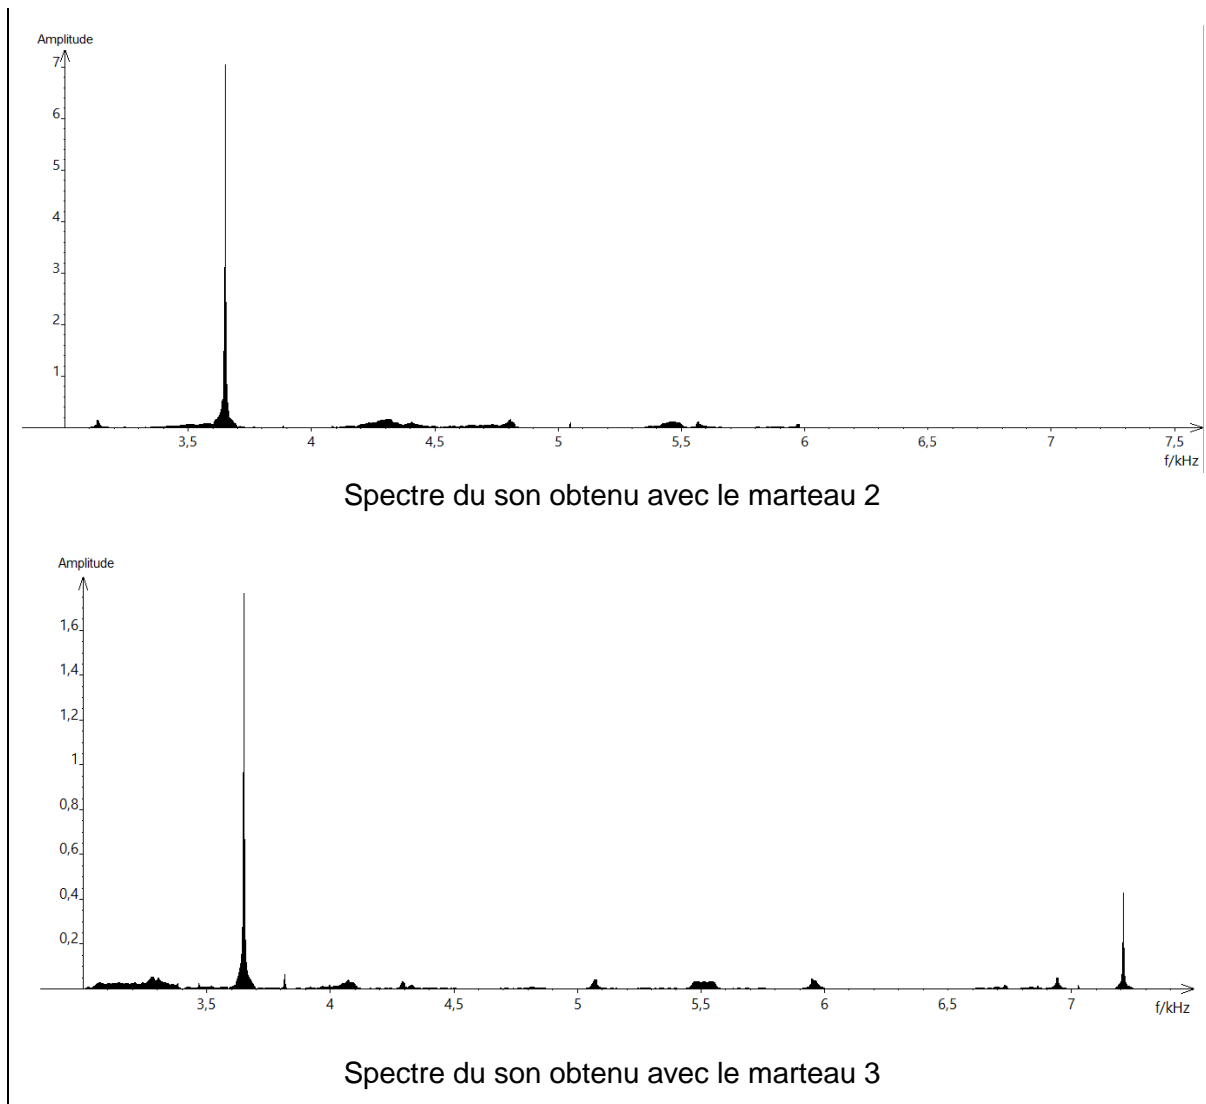 Amplitude
7
6
5
4
3
2
1
3,5 4 4,5 5 5,5 6 6,5 7 7,5
f/kHz
Spectre du son obtenu avec le marteau 2
Amplitude
1,6
1,4
1,2
1
0,8
0,6
0,4
0,2
3,5 4 4,5 5 5,5 6 6,5 7 f/kHz
Spectre du son obtenu avec le marteau 3